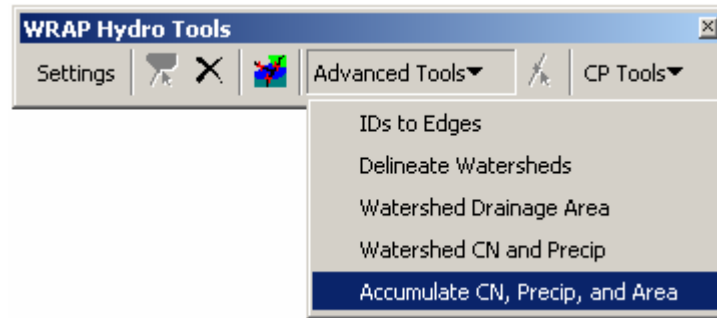 WRAP Hydro Tools
Settings Advanced Tools CP Tools
IDs to Edges
Delineate Watersheds
Watershed Drainage Area
Watershed CN and Precip
Accumulate CN, Precip, and Area